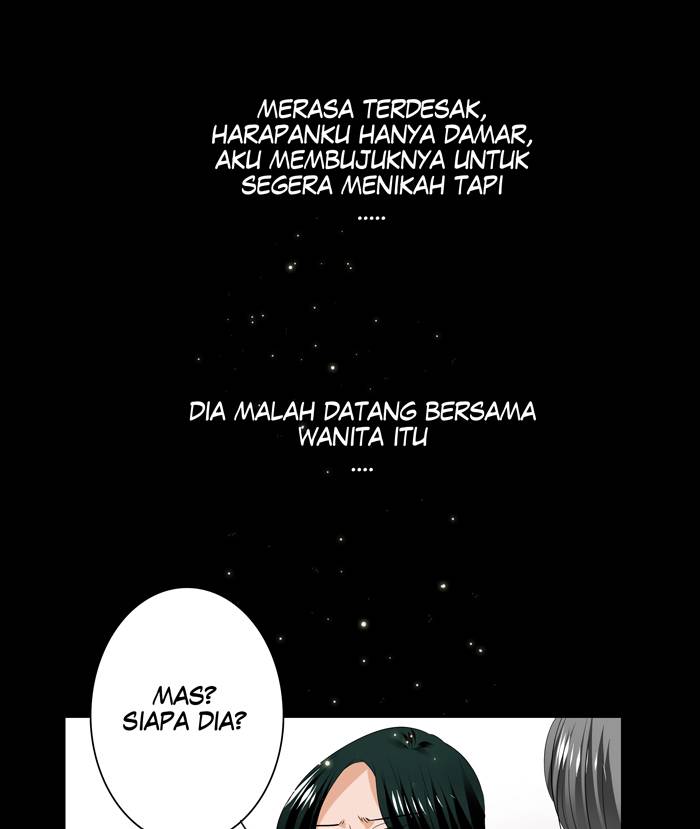 MERASA TERDESAK,
HARAPANKU HANYA DAMAR,
AKU MEMBUJUKNYA UNTUK
SEGERA MENIKAH TAPI
.....
DIA MALAH DATANG BERSAMA
WANITA ITU
....
MAS?
SIAPA DIA?